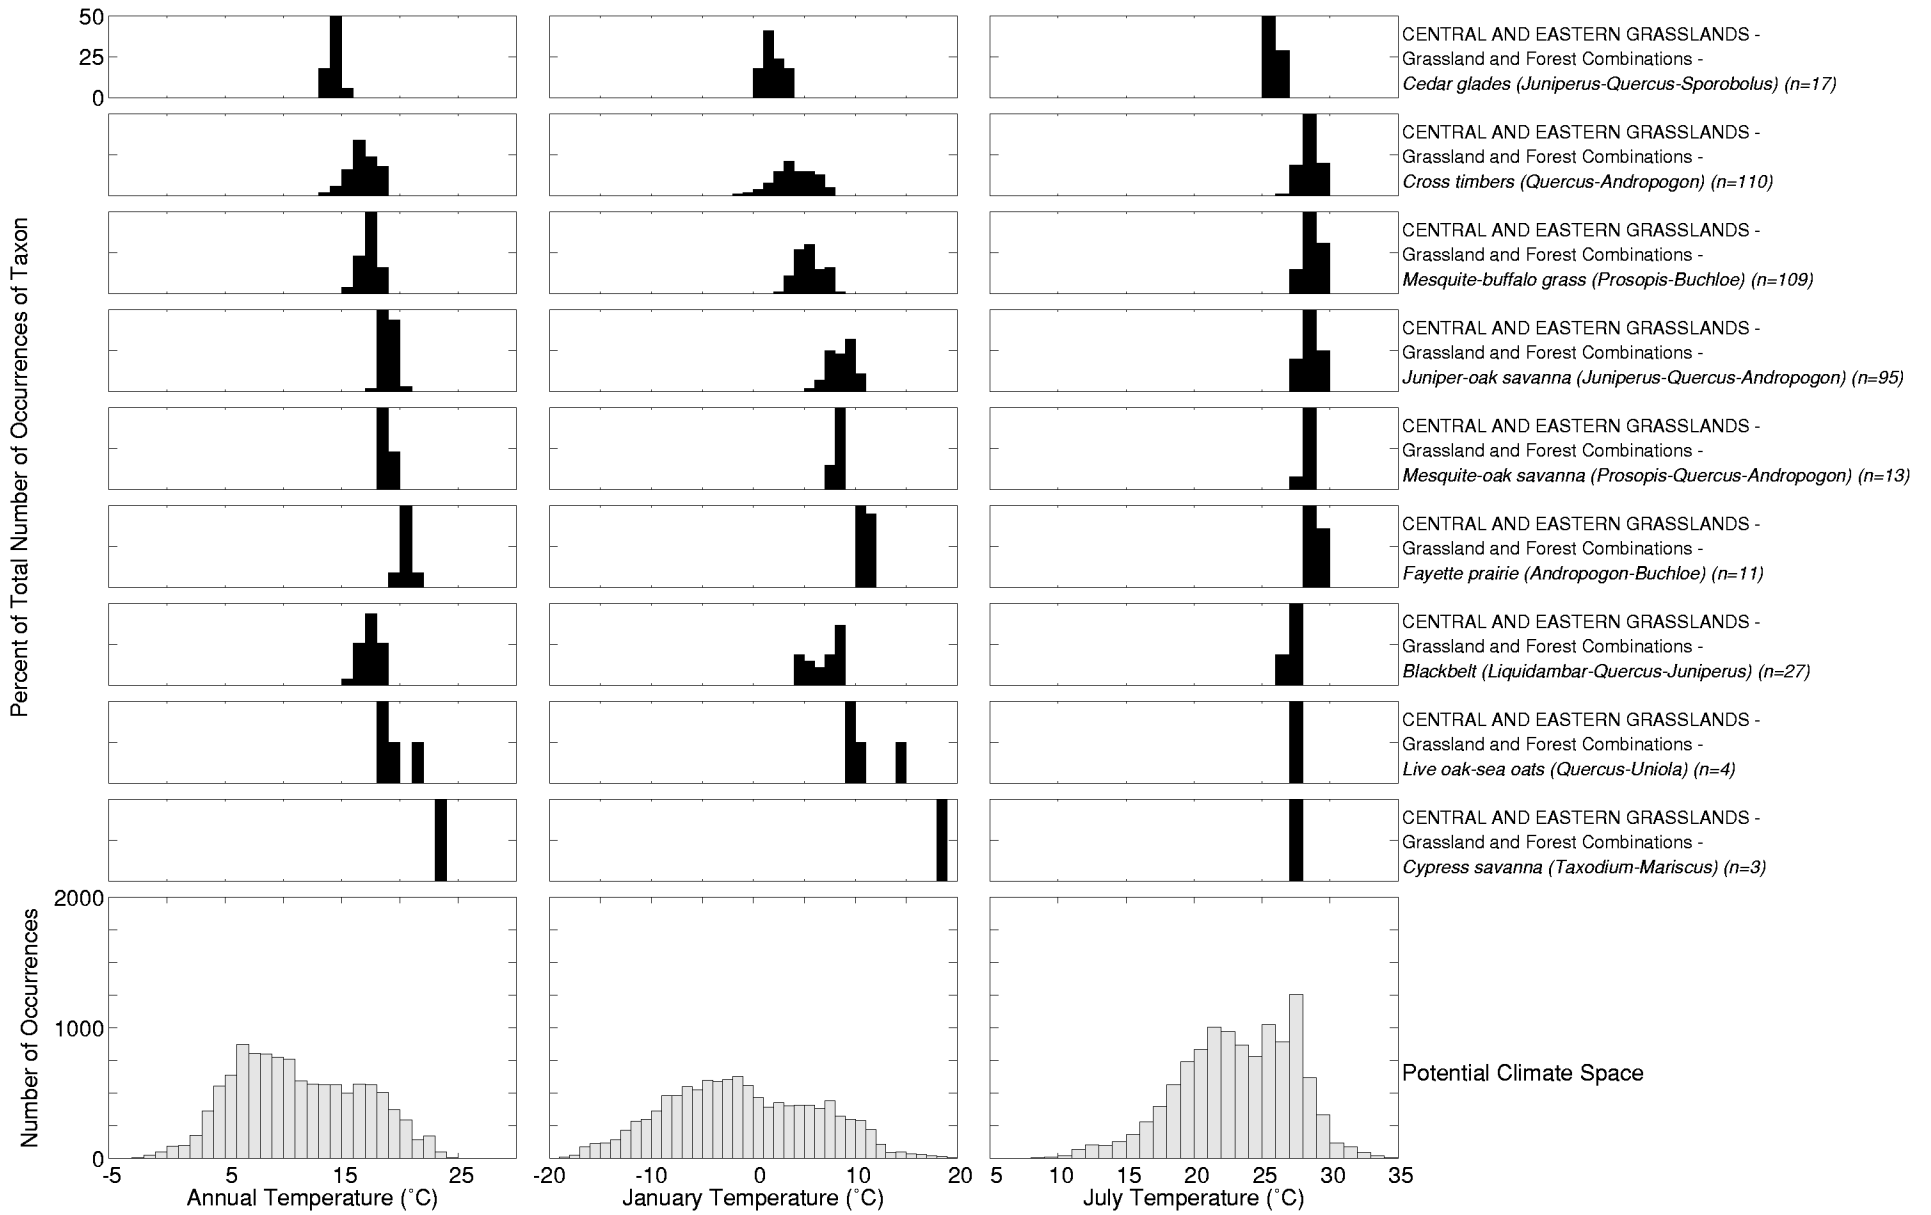 50
25
0
CENTRAL AND EASTERN GRASSLANDS -
Grassland and Forest Combinations -
Cedar glades (Juniperus-Quercus-Sporobolus) (n=17)
CENTRAL AND EASTERN GRASSLANDS -
Grassland and Forest Combinations -
Cross timbers (Quercus-Andropogon) (n=110)
CENTRAL AND EASTERN GRASSLANDS -
Grassland and Forest Combinations -
Mesquite-buffalo grass (Prosopis-Buchloe) (n=109)
CENTRAL AND EASTERN GRASSLANDS -
Grassland and Forest Combinations -
Juniper-oak savanna (Juniperus-Quercus-Andropogon) (n=95)
CENTRAL AND EASTERN GRASSLANDS -
Grassland and Forest Combinations -
Mesquite-oak savanna (Prosopis-Quercus-Andropogon) (n=13)
CENTRAL AND EASTERN GRASSLANDS -
Grassland and Forest Combinations -
Fayette prairie (Andropogon-Buchloe) (n=11)
CENTRAL AND EASTERN GRASSLANDS -
Grassland and Forest Combinations -
Blackbelt (Liquidambar-Quercus-Juniperus) (n=27)
CENTRAL AND EASTERN GRASSLANDS -
Grassland and Forest Combinations -
Live oak-sea oats (Quercus-Uniola) (n=4)
CENTRAL AND EASTERN GRASSLANDS -
Grassland and Forest Combinations -
Cypress savanna (Taxodium-Mariscus) (n=3)
Percent of Total Number of Occurrences of Taxon
2000
1000
0
Number of Occurrences
Potential Climate Space
-5 5 15 25
-20 -10 0 10 20
5 10 15 20 25 30 35
Annual Temperature (°C)
January Temperature (°C)
July Temperature (°C)